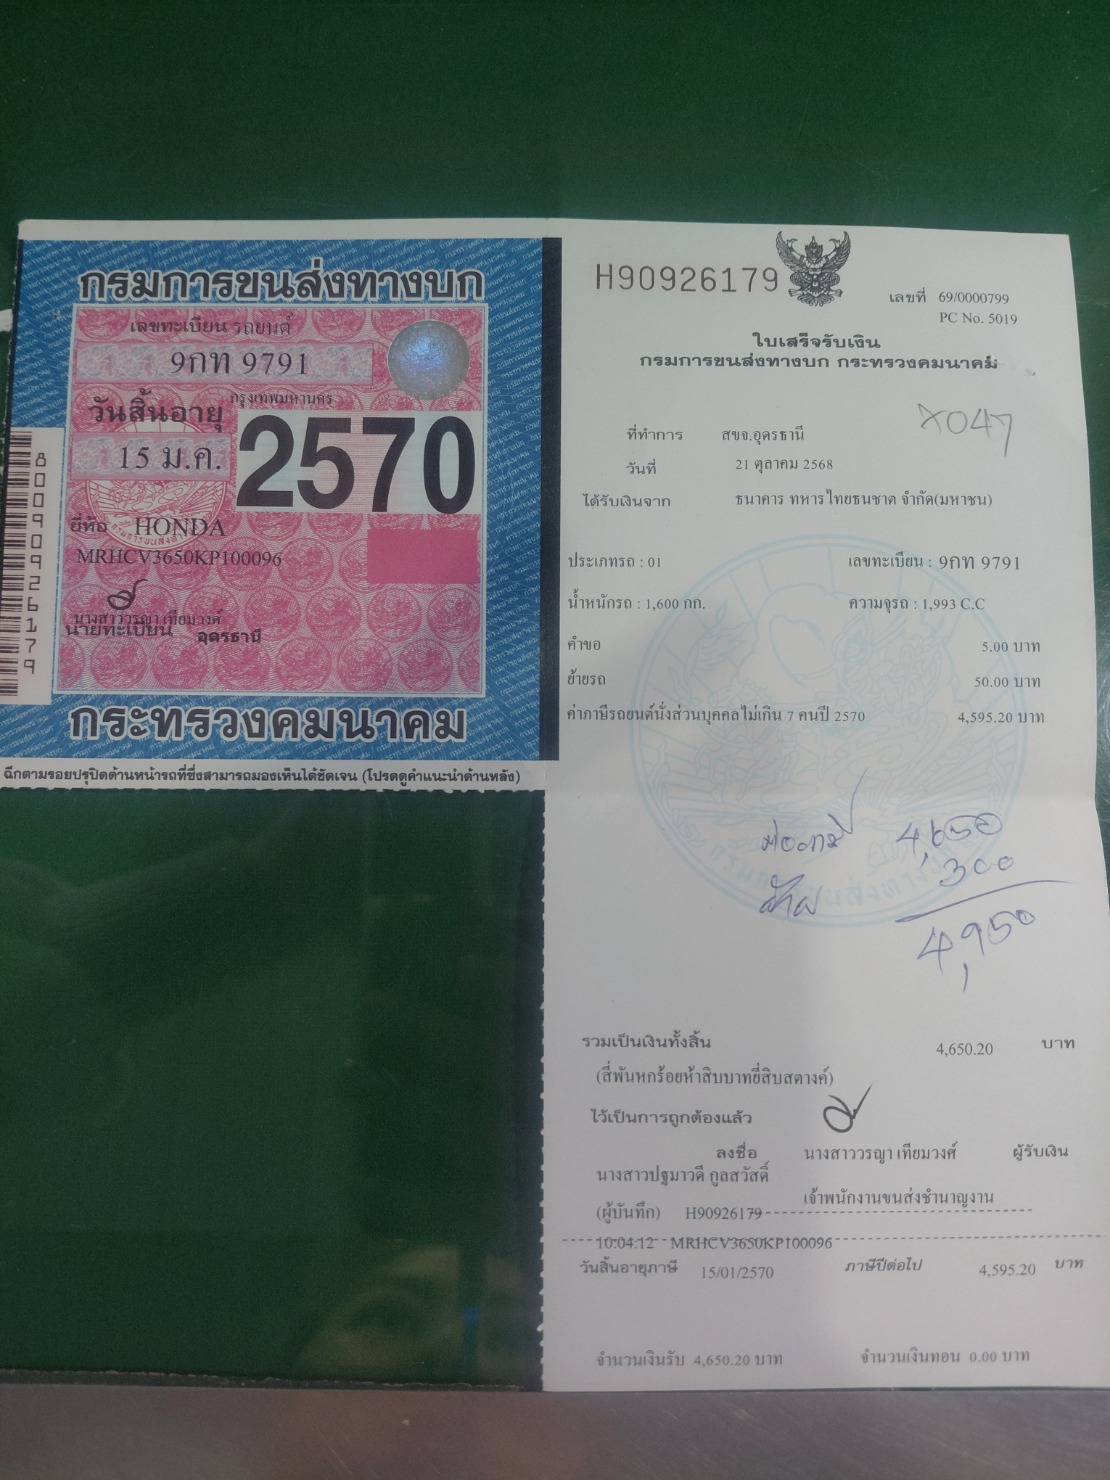 กรมการขนส่งทางบก
เลขทะเบียน รถยนต์
9กท 9791
กรุงเทพมหานคร
วันสิ้นอายุ
15 ม.ค.
2570
ยี่ห้อ HONDA
MRHCV3650KP100096
นางสาววรญา เทียมวงศ์
นายทะเบียน อุดรธานี
กระทรวงคมนาคม
ฉีกตามรอยปรุปิดด้านหน้ารถที่ซึ่งสามารถมองเห็นได้ชัดเจน (โปรดดูคำแนะนำด้านหลัง)
80090926179
H90926179
เลขที่ 69/0000799
PC No. 5019
ใบเสร็จรับเงิน
กรมการขนส่งทางบก กระทรวงคมนาคม
ที่ทำการ สขจ.อุดรธานี
X047
วันที่ 21 ตุลาคม 2568
ได้รับเงินจาก ธนาคาร ทหารไทยธนชาต จำกัด(มหาชน)
ประเภทรถ : 01 เลขทะเบียน : 9กท 9791
น้ำหนักรถ : 1,600 กก. ความจุรถ : 1,993 C.C
คำขอ 5.00 บาท
ย้ายรถ 50.00 บาท
ค่าภาษีรถยนต์นั่งส่วนบุคคลไม่เกิน 7 คนปี 2570 4,595.20 บาท
4,650
ย้าย 300
4,950
รวมเป็นเงินทั้งสิ้น 4,650.20 บาท
(สี่พันหกร้อยห้าสิบบาทยี่สิบสตางค์)
ไว้เป็นการถูกต้องแล้ว
ลงชื่อ นางสาววรญา เทียมวงศ์ ผู้รับเงิน
นางสาวปฐมาวดี กูลสวัสดิ์
เจ้าพนักงานขนส่งชำนาญงาน
(ผู้บันทึก) H90926179
10:04:12 MRHCV3650KP100096
วันสิ้นอายุภาษี 15/01/2570 ภาษีปีต่อไป 4,595.20 บาท
จำนวนเงินรับ 4,650.20 บาท จำนวนเงินทอน 0.00 บาท